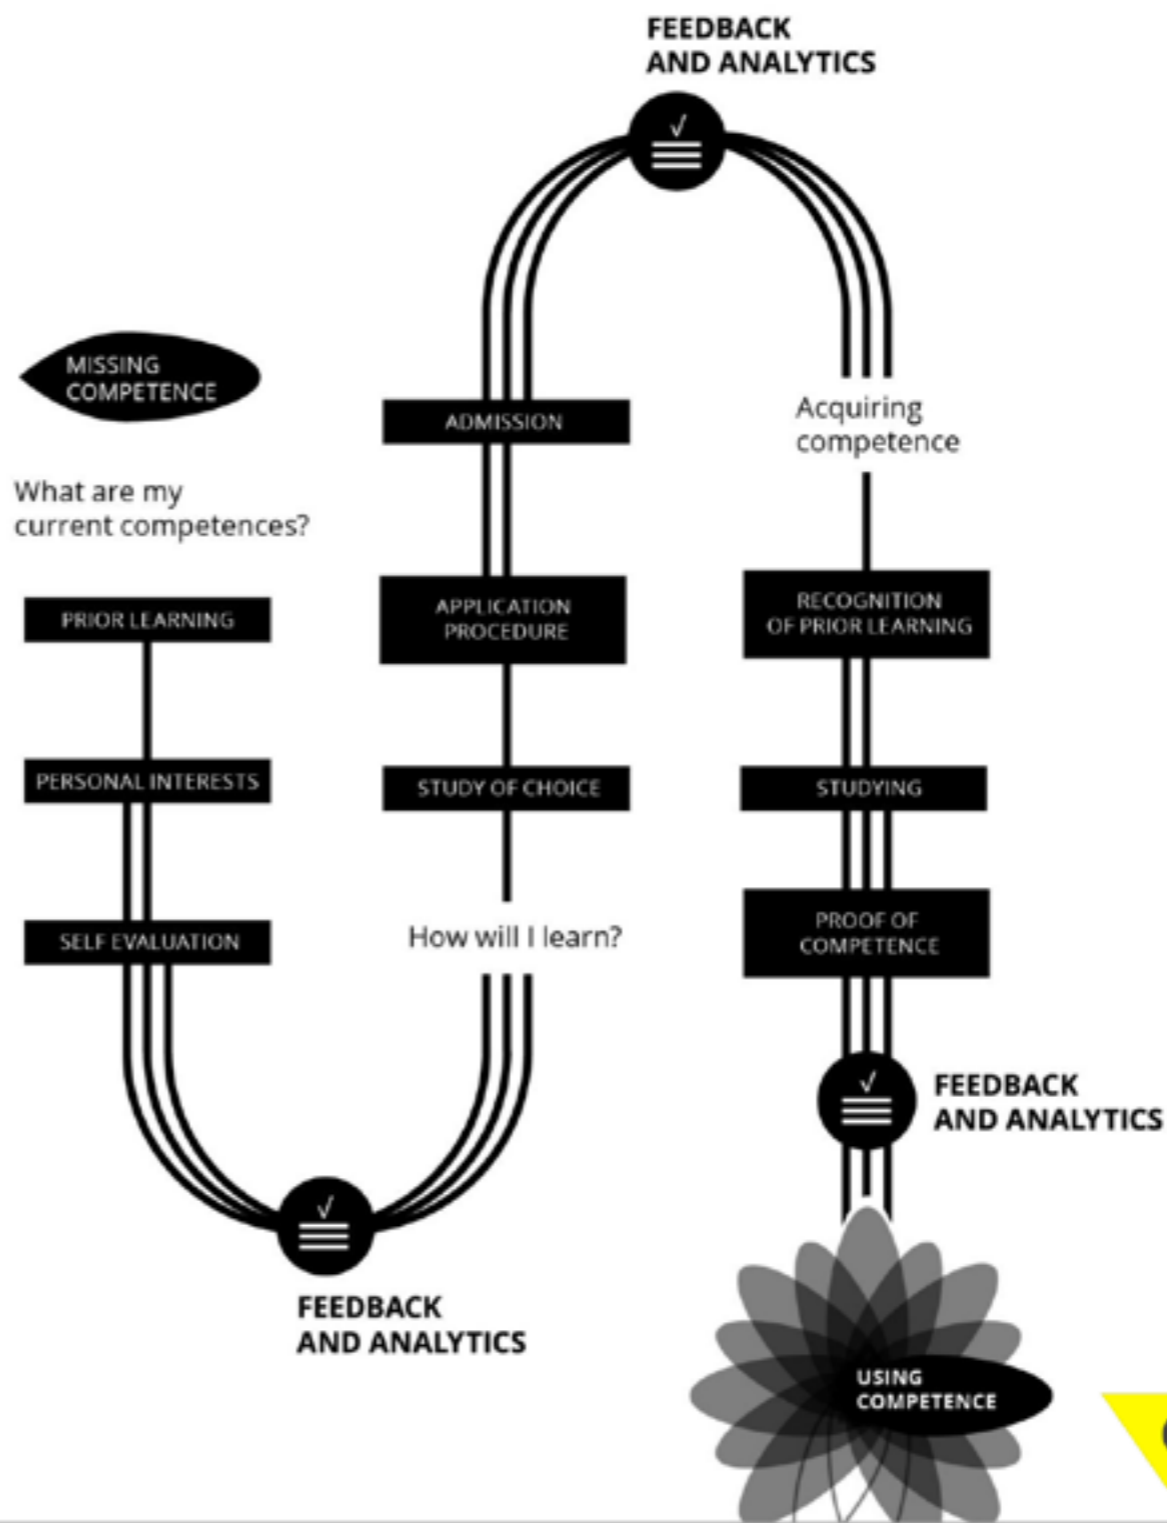 MISSING
COMPETENCE
What are my
current competences?
PRIOR LEARNING
PERSONAL INTERESTS
SELF EVALUATION
FEEDBACK
AND ANALYTICS
How will I learn?
STUDY OF CHOICE
APPLICATION
PROCEDURE
ADMISSION
FEEDBACK
AND ANALYTICS
Acquiring
competence
RECOGNITION
OF PRIOR LEARNING
STUDYING
PROOF OF
COMPETENCE
FEEDBACK
AND ANALYTICS
USING
COMPETENCE